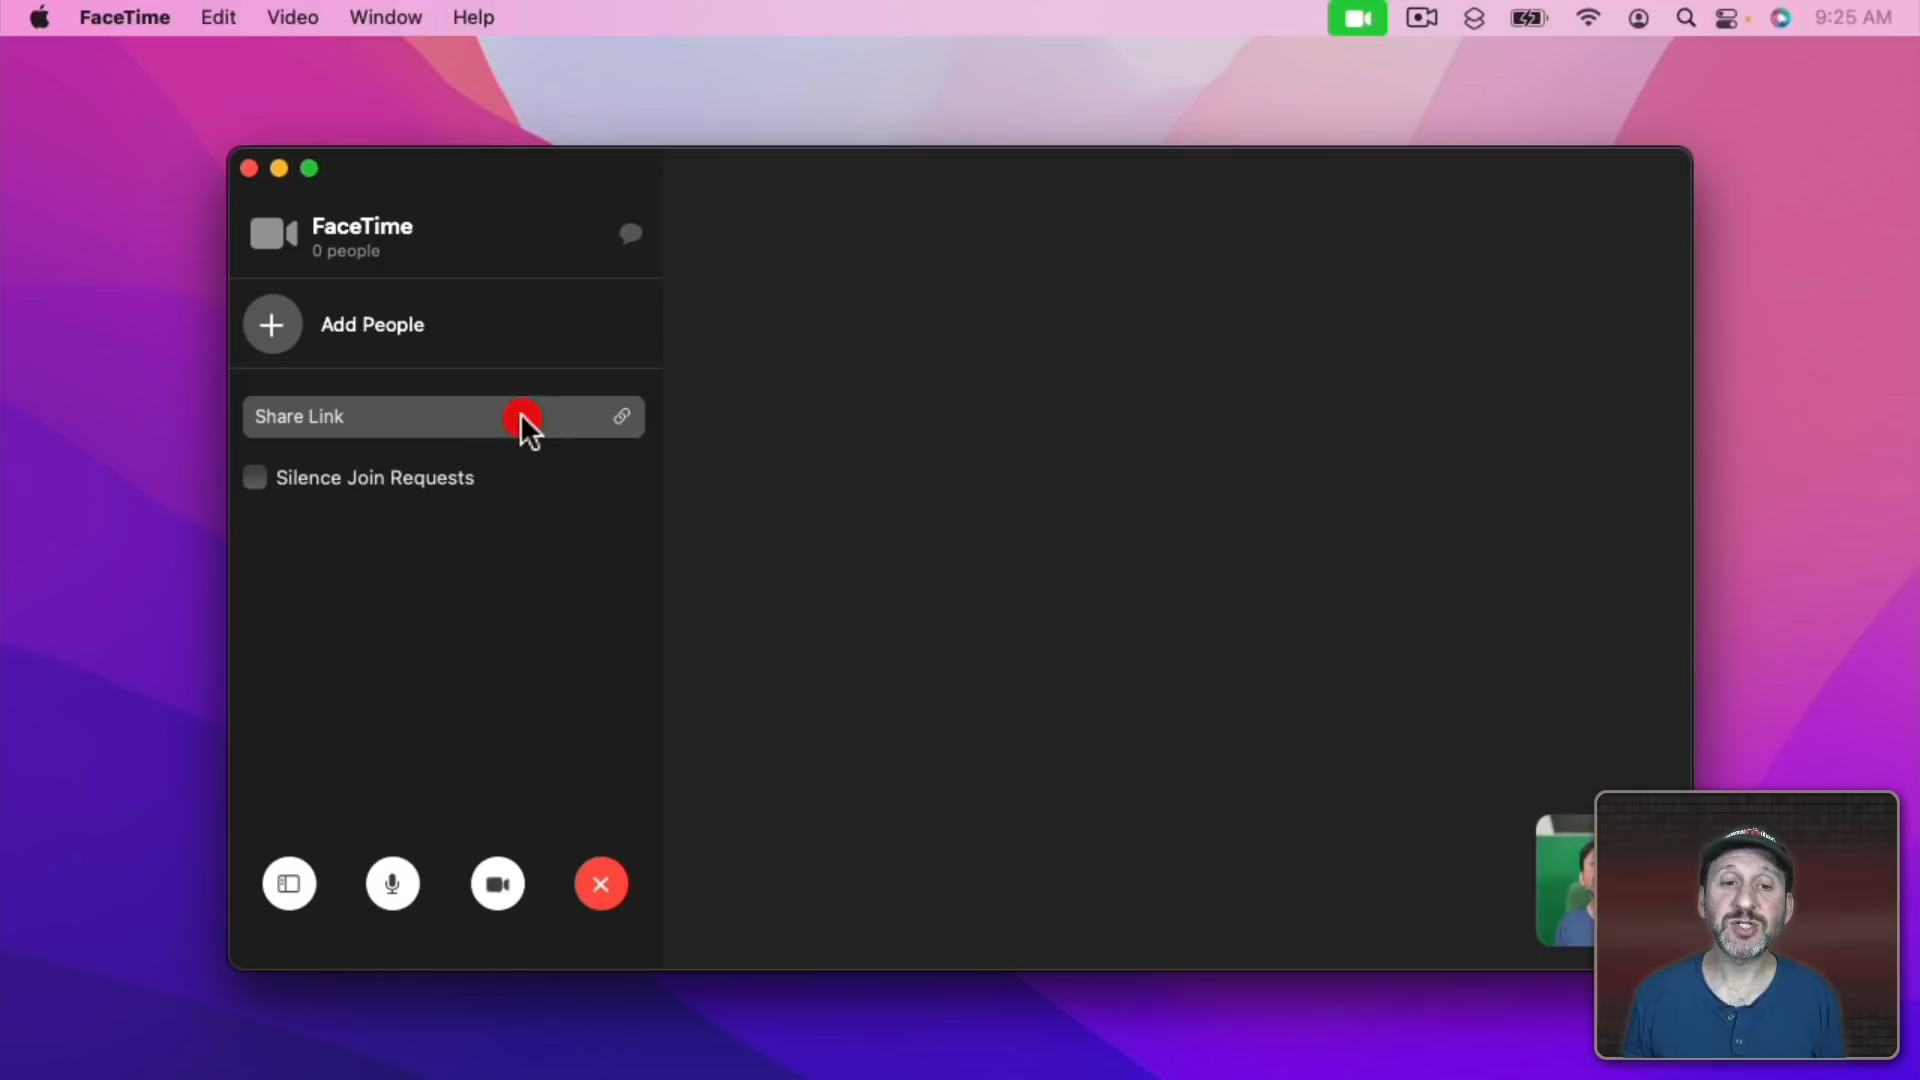 FaceTime Edit Video Window Help 9:25 AM
FaceTime
0 people
Add People
Share Link
Silence Join Requests